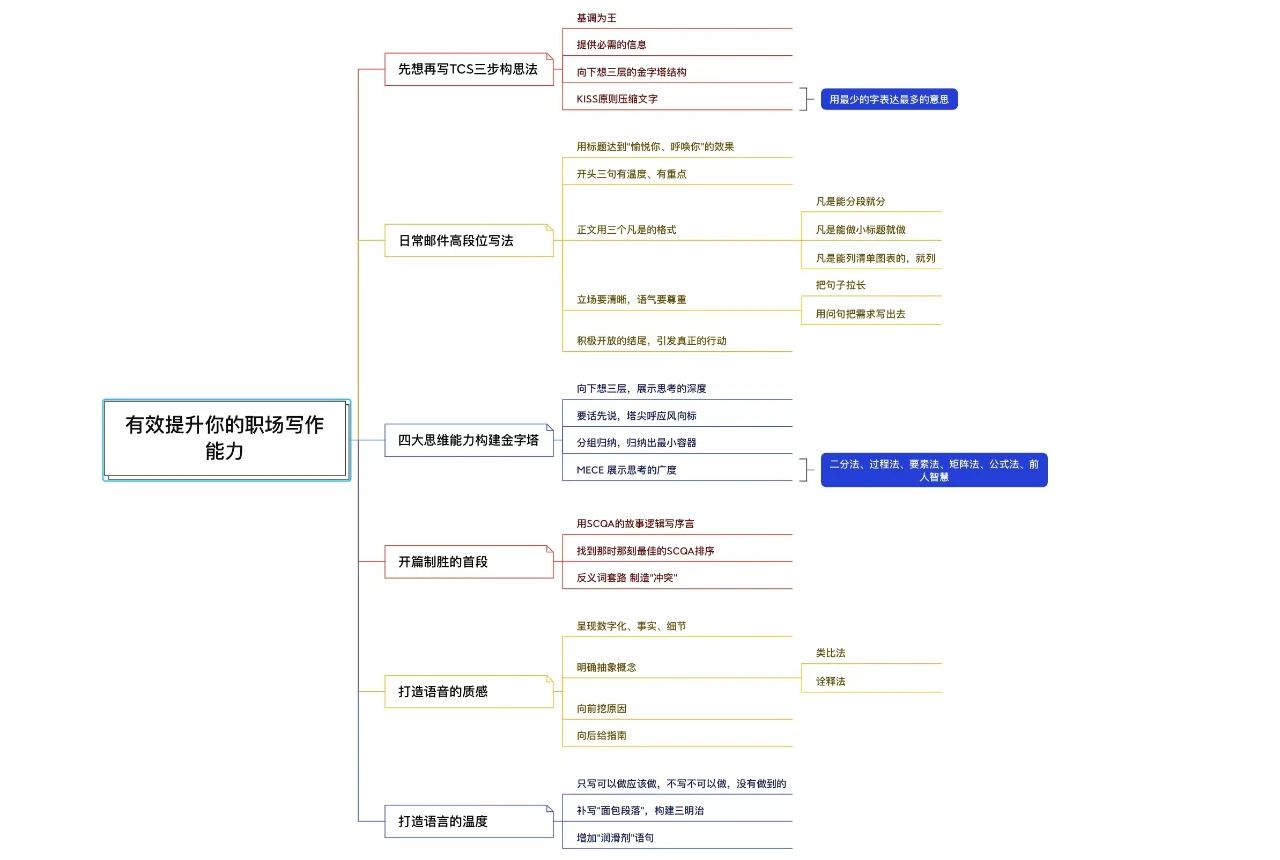 有效提升你的职场写作
能力
先想再写TCS三步构思法
基调为王
提供必需的信息
向下想三层的金字塔结构
KISS原则压缩文字
用最少的字表达最多的意思
日常邮件高段位写法
用标题达到"愉悦你、呼唤你"的效果
开头三句有温度、有重点
正文用三个凡是的格式
凡是能分段就分
凡是能做小标题就做
凡是能列清单图表的，就列
立场要清晰，语气要尊重
把句子拉长
用问句把需求写出去
积极开放的结尾，引发真正的行动
四大思维能力构建金字塔
向下想三层，展示思考的深度
要话先说，塔尖呼应风向标
分组归纳，归纳出最小容器
MECE 展示思考的广度
二分法、过程法、要素法、矩阵法、公式法、前
人智慧
开篇制胜的首段
用SCQA的故事逻辑写序言
找到那时那刻最佳的SCQA排序
反义词套路 制造"冲突"
打造语音的质感
呈现数字化、事实、细节
明确抽象概念
类比法
诠释法
向前挖原因
向后给指南
打造语言的温度
只写可以做应该做，不写不可以做，没有做到的
补写"面包段落"，构建三明治
增加"润滑剂"语句